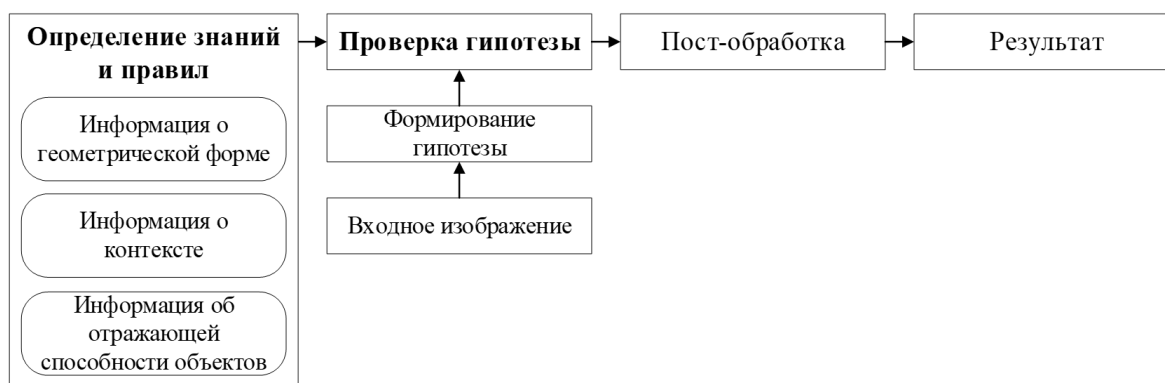 Определение знаний
и правил
Информация о
геометрической форме
Информация о
контексте
Информация об
отражающей
способности объектов
Проверка гипотезы
Формирование
гипотезы
Входное изображение
Пост-обработка
Результат